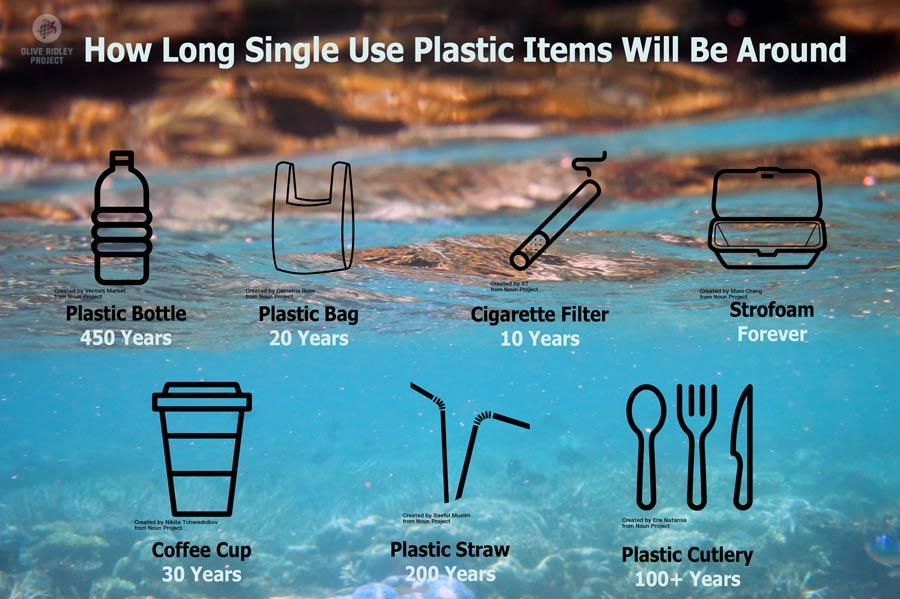 OLIVE RIDLEY
PROJECT
How Long Single Use Plastic Items Will Be Around
Created by Vectors Market
from Noun Project
Plastic Bottle
450 Years
Created by Demetria Rose
from Noun Project
Plastic Bag
20 Years
Created by ST
from Noun Project
Cigarette Filter
10 Years
Created by Mani Cheng
from Noun Project
Strofoam
Forever
Created by Nikita Tcherednikov
from Noun Project
Coffee Cup
30 Years
Created by Saeful Muslim
from Noun Project
Plastic Straw
200 Years
Created by Eris Natansa
from Noun Project
Plastic Cutlery
100+ Years